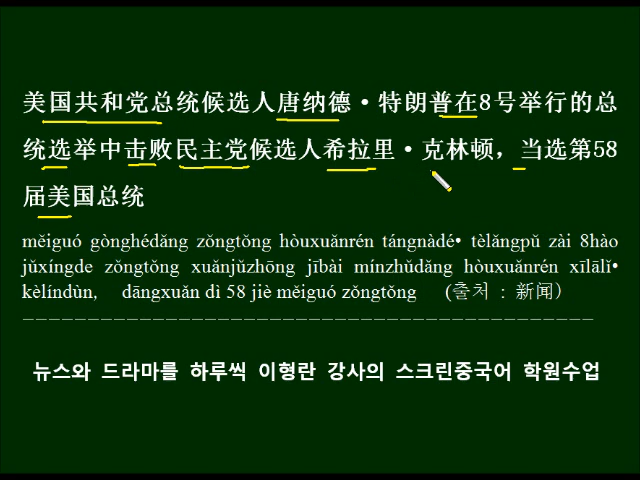 美国共和党总统候选人唐纳德·特朗普在8号举行的总
统选举中击败民主党候选人希拉里·克林顿，当选第58
届美国总统
měiguó gònghédǎng zǒngtǒng hòuxuǎnrén tángnàdé• tèlǎngpǔ zài 8hào
jǔxíngde zǒngtǒng xuǎnjǔzhōng jībài mínzhǔdǎng hòuxuǎnrén xīlālǐ•
kèlíndùn, dāngxuǎn dì 58 jiè měiguó zǒngtǒng (출처 : 新闻)
뉴스와 드라마를 하루씩 이형란 강사의 스크린중국어 학원수업